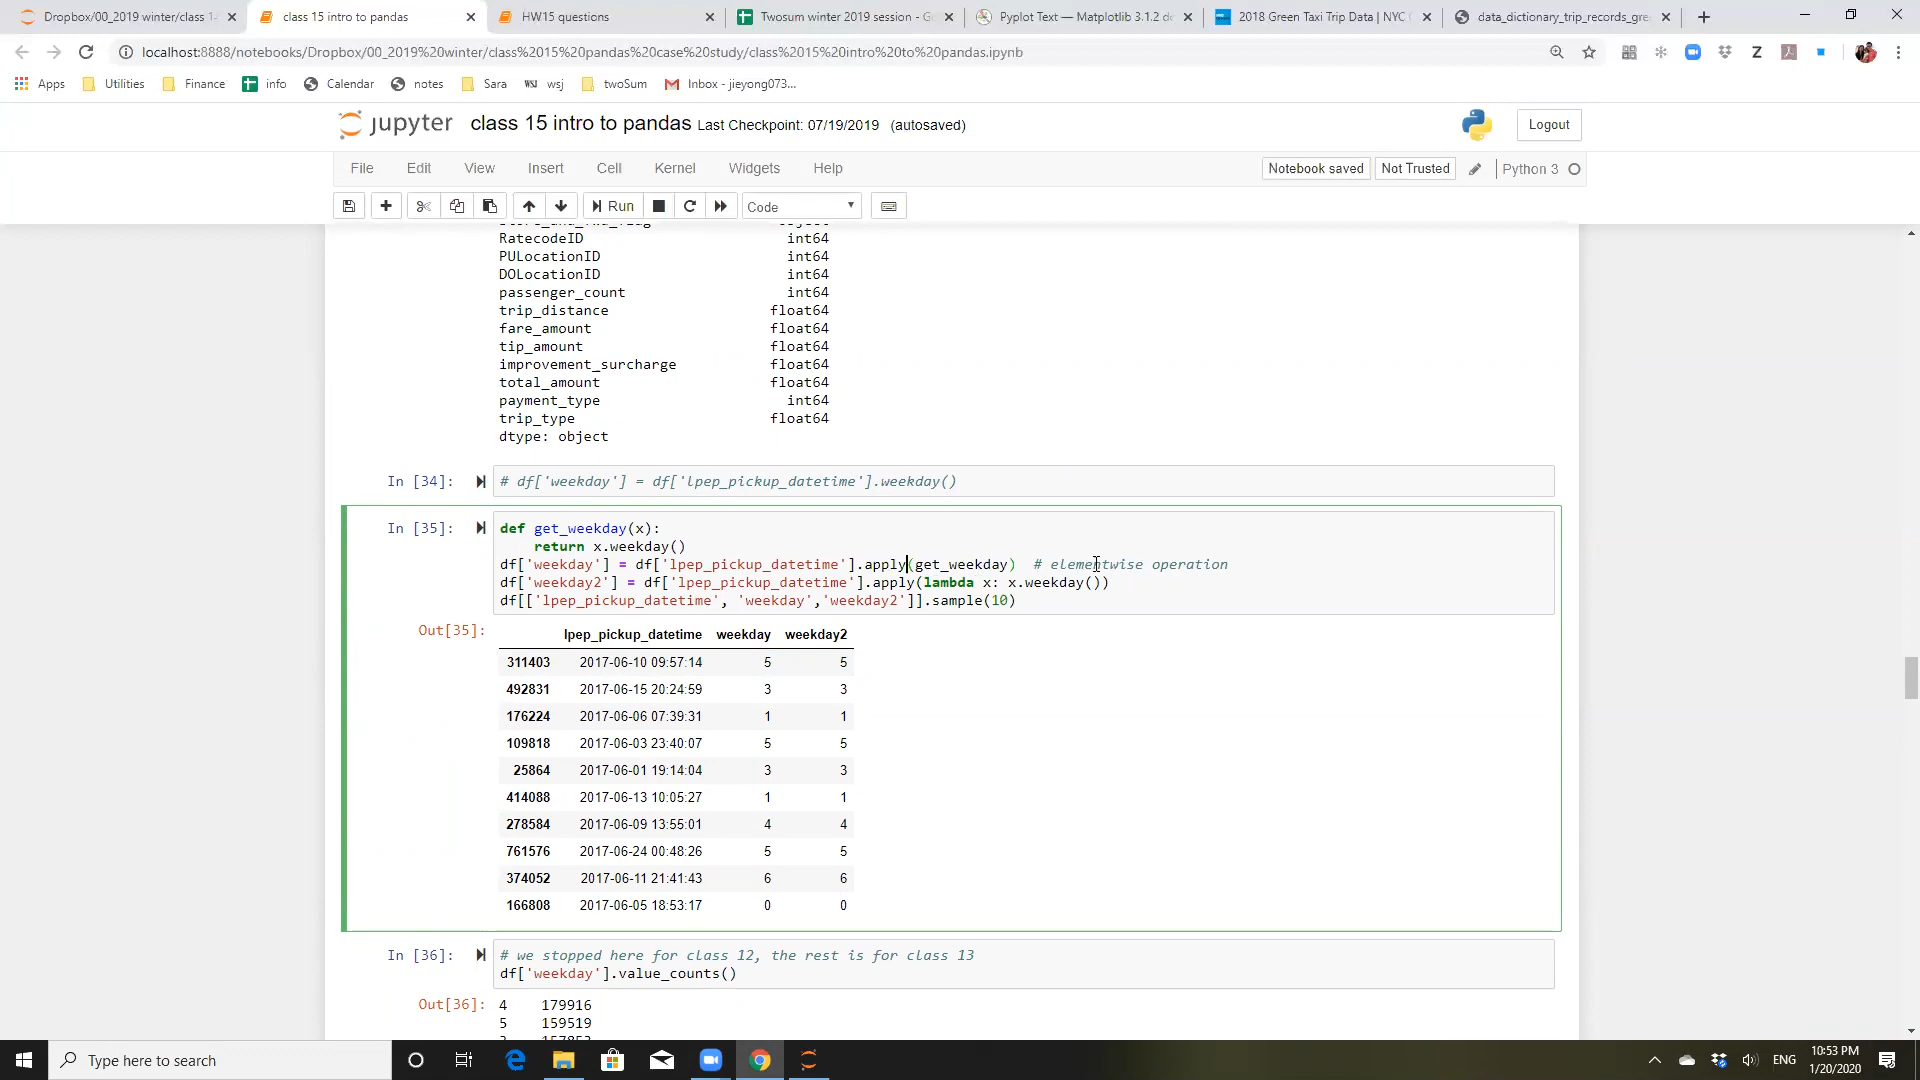 Dropbox/00_2019 winter/class 1
class 15 intro to pandas
HW15 questions
Twosum winter 2019 session - G
Pyplot Text — Matplotlib 3.1.2 d
2018 Green Taxi Trip Data | NYC
data_dictionary_trip_records_gre
localhost:8888/notebooks/Dropbox/00_2019%20winter/class%2015%20pandas%20case%20study/class%2015%20intro%20to%20pandas.ipynb
Apps Utilities Finance info Calendar notes Sara WSJ wsj twoSum Inbox - jieyong073...
jupyter class 15 intro to pandas Last Checkpoint: 07/19/2019 (autosaved) Logout
File Edit View Insert Cell Kernel Widgets Help Notebook saved Not Trusted Python 3
Run Code
RatecodeID int64
PULocationID int64
DOLocationID int64
passenger_count int64
trip_distance float64
fare_amount float64
tip_amount float64
improvement_surcharge float64
total_amount float64
payment_type int64
trip_type float64
dtype: object
In [34]: # df['weekday'] = df['lpep_pickup_datetime'].weekday()
In [35]: def get_weekday(x):
return x.weekday()
df['weekday'] = df['lpep_pickup_datetime'].apply(get_weekday) # elementwise operation
df['weekday2'] = df['lpep_pickup_datetime'].apply(lambda x: x.weekday())
df[['lpep_pickup_datetime', 'weekday','weekday2']].sample(10)
Out[35]: lpep_pickup_datetime weekday weekday2
311403 2017-06-10 09:57:14 5 5
492831 2017-06-15 20:24:59 3 3
176224 2017-06-06 07:39:31 1 1
109818 2017-06-03 23:40:07 5 5
25864 2017-06-01 19:14:04 3 3
414088 2017-06-13 10:05:27 1 1
278584 2017-06-09 13:55:01 4 4
761576 2017-06-24 00:48:26 5 5
374052 2017-06-11 21:41:43 6 6
166808 2017-06-05 18:53:17 0 0
In [36]: # we stopped here for class 12, the rest is for class 13
df['weekday'].value_counts()
Out[36]: 4 179916
5 159519
Type here to search
ENG
10:53 PM
1/20/2020